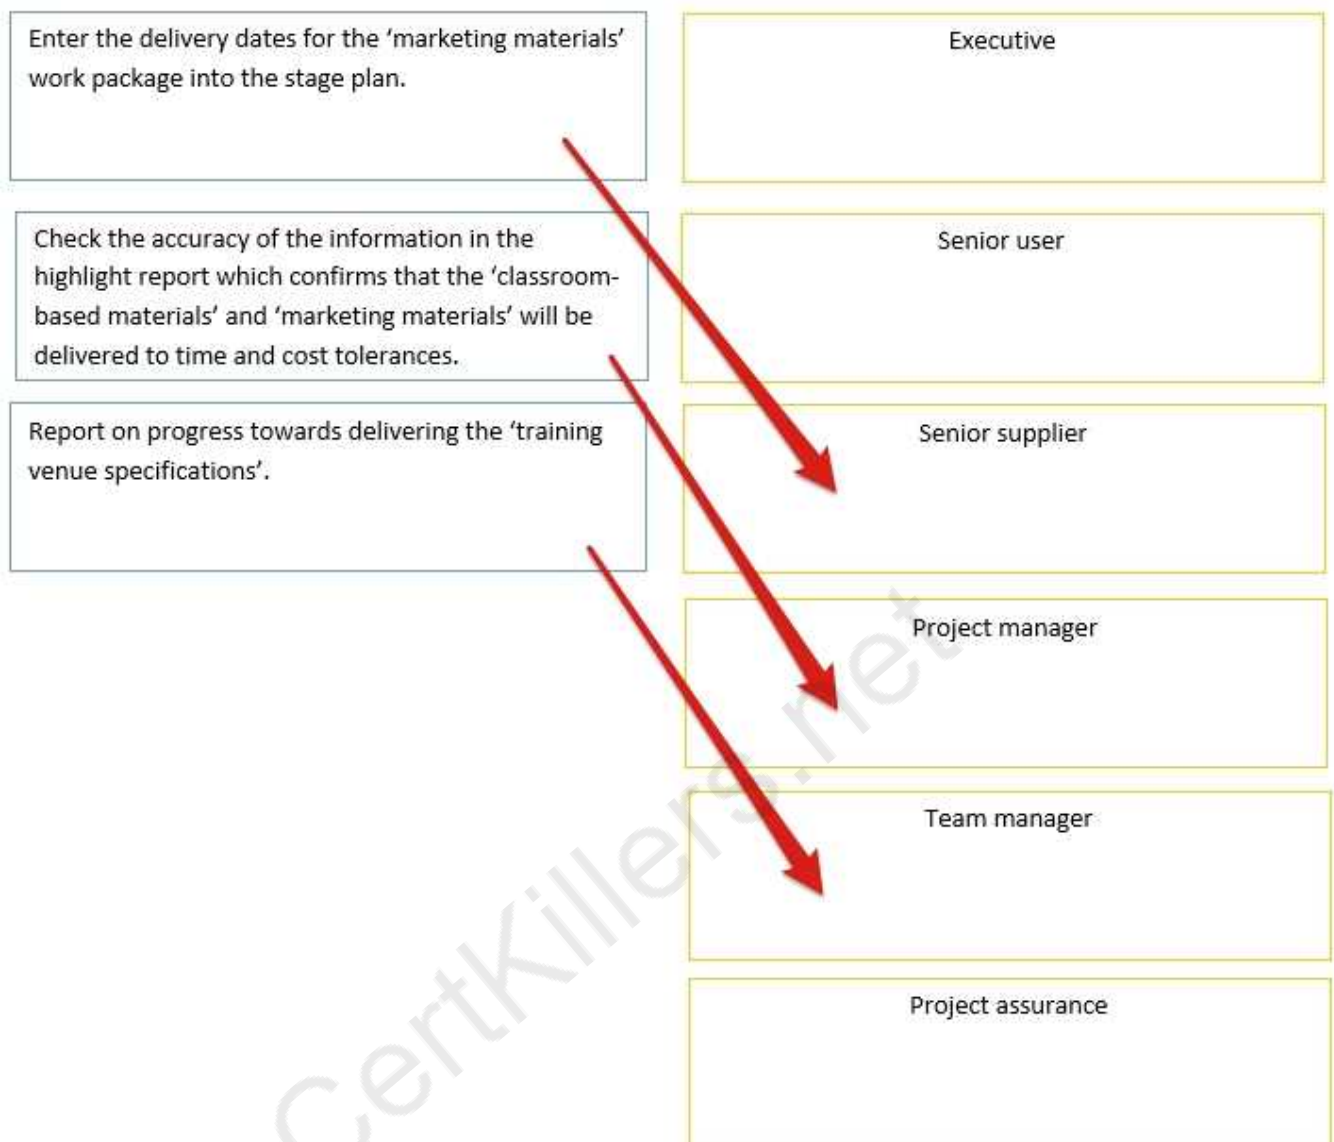 Enter the delivery dates for the ‘marketing materials’
work package into the stage plan.
Check the accuracy of the information in the
highlight report which confirms that the ‘classroom-
based materials’ and ‘marketing materials’ will be
delivered to time and cost tolerances.
Report on progress towards delivering the ‘training
venue specifications’.
Executive
Senior user
Senior supplier
Project manager
Team manager
Project assurance
CertKillers.net